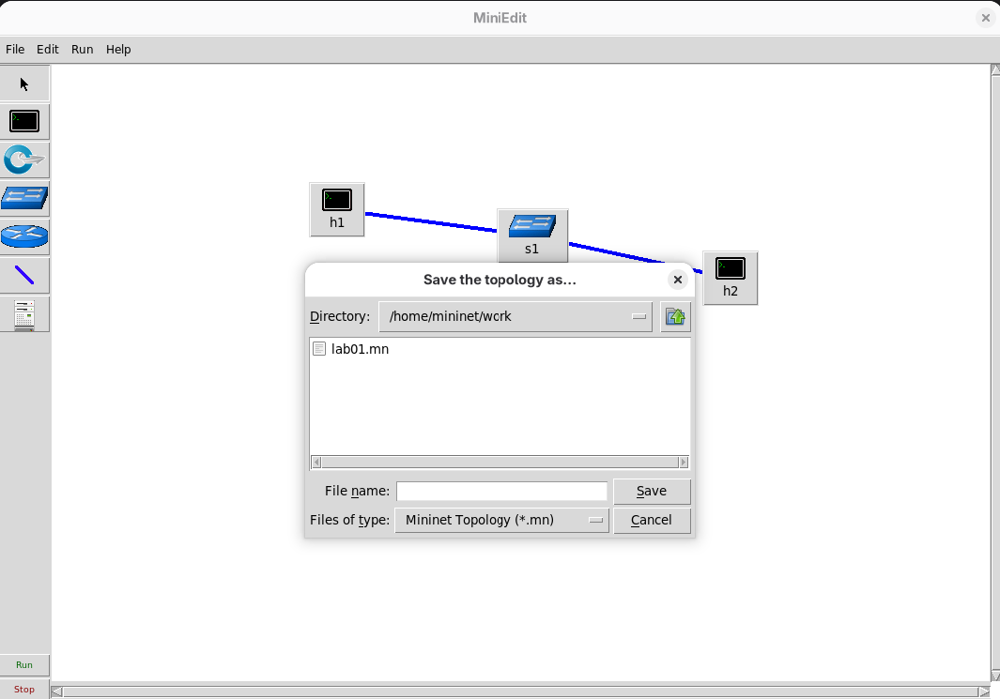 MiniEdit
File Edit Run Help
h1
s1
h2
Save the topology as...
Directory: /home/mininet/work
lab01.mn
File name: Save
Files of type: Mininet Topology (*.mn) Cancel
Run
Stop